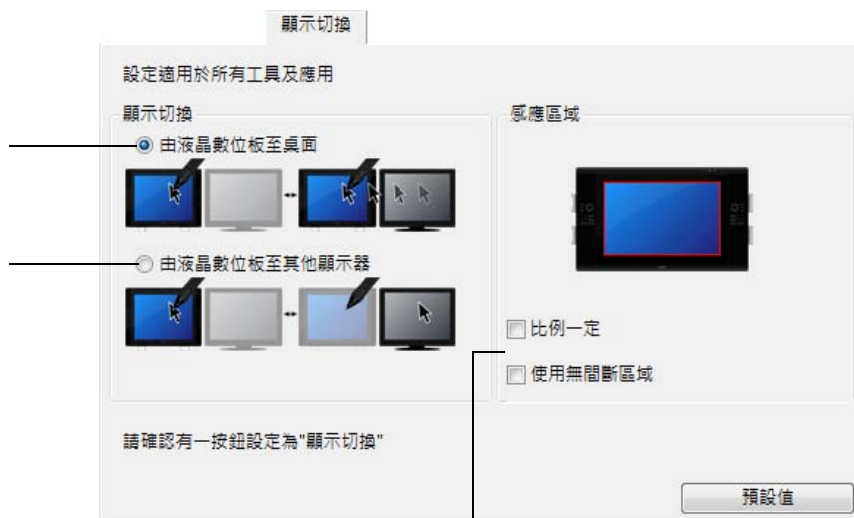 顯示切換
設定適用於所有工具及應用
顯示切換
由液晶數位板至桌面
由液晶數位板至其他顯示器
感應區域
比例一定
使用無間斷區域
請確認有一按鈕設定為"顯示切換"
預設值